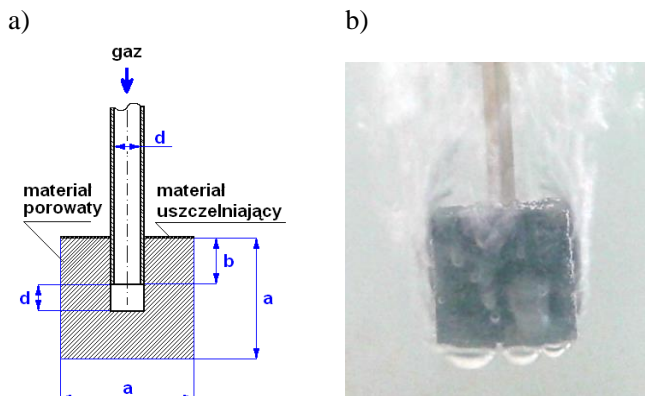 a)
b)
gaz
d
materiał
porowaty
materiał
uszczelniający
b
d
a
a